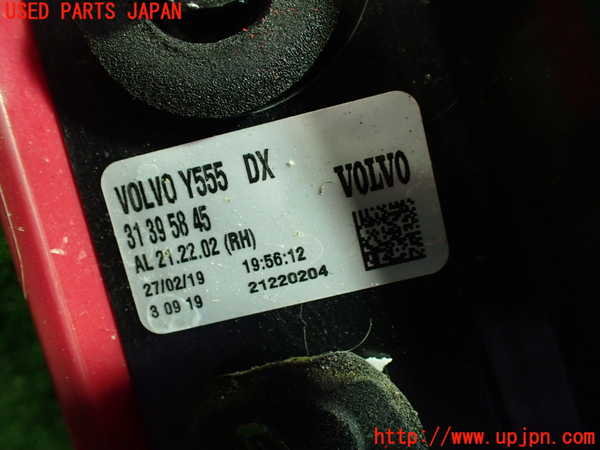 USED PARTS JAPAN
VOLVO Y555 DX
VOLVO
31 39 58 45
AL 21.22.02 (RH)
27/02/19 19:56:12
3 09 19 21220204
http://www.upjpn.com/